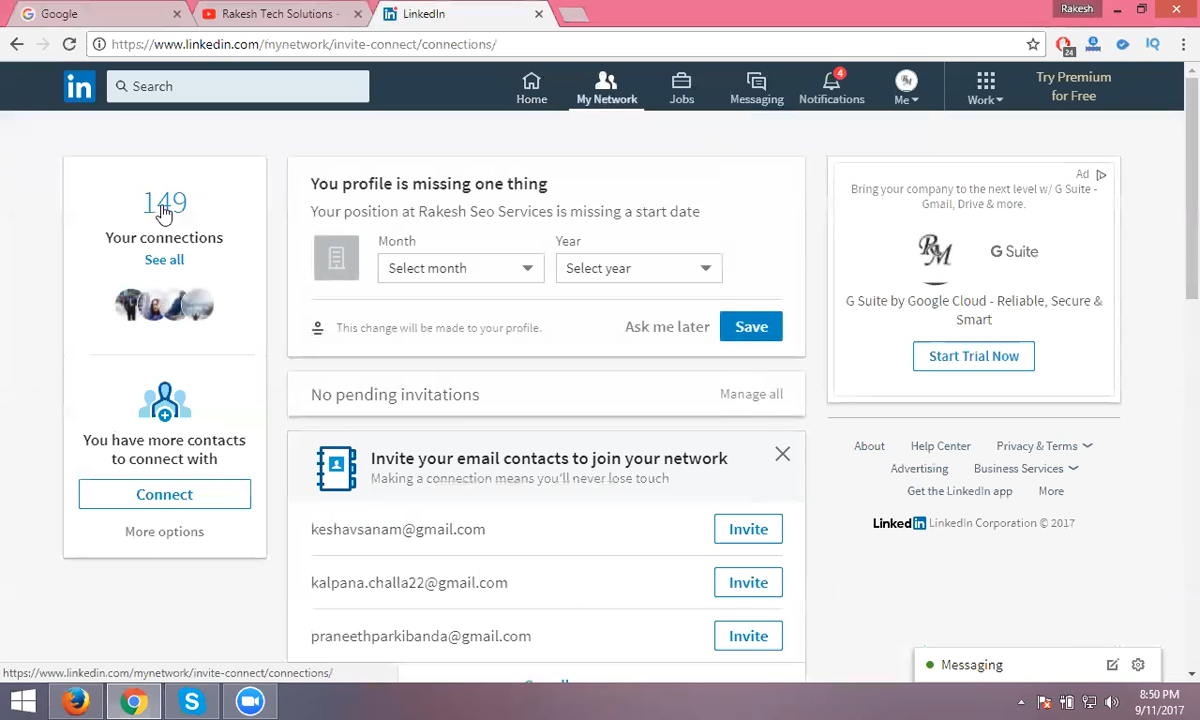 Google
Rakesh Tech Solutions -
LinkedIn
Rakesh
https://www.linkedin.com/mynetwork/invite-connect/connections/
24
IQ
in
Search
Home
My Network
Jobs
Messaging
4
Notifications
Me
Work
Try Premium
for Free
149
Your connections
See all
You have more contacts
to connect with
Connect
More options
You profile is missing one thing
Your position at Rakesh Seo Services is missing a start date
Month
Year
Select month
Select year
This change will be made to your profile.
Ask me later
Save
No pending invitations
Manage all
Invite your email contacts to join your network
Making a connection means you'll never lose touch
keshavsanam@gmail.com
Invite
kalpana.challa22@gmail.com
Invite
praneethparkibanda@gmail.com
Invite
Ad
Bring your company to the next level w/ G Suite -
Gmail, Drive & more.
RM
G Suite
G Suite by Google Cloud - Reliable, Secure &
Smart
Start Trial Now
About
Help Center
Privacy & Terms
Advertising
Business Services
Get the LinkedIn app
More
LinkedIn LinkedIn Corporation © 2017
Messaging
https://www.linkedin.com/mynetwork/invite-connect/connections/
8:50 PM
9/11/2017